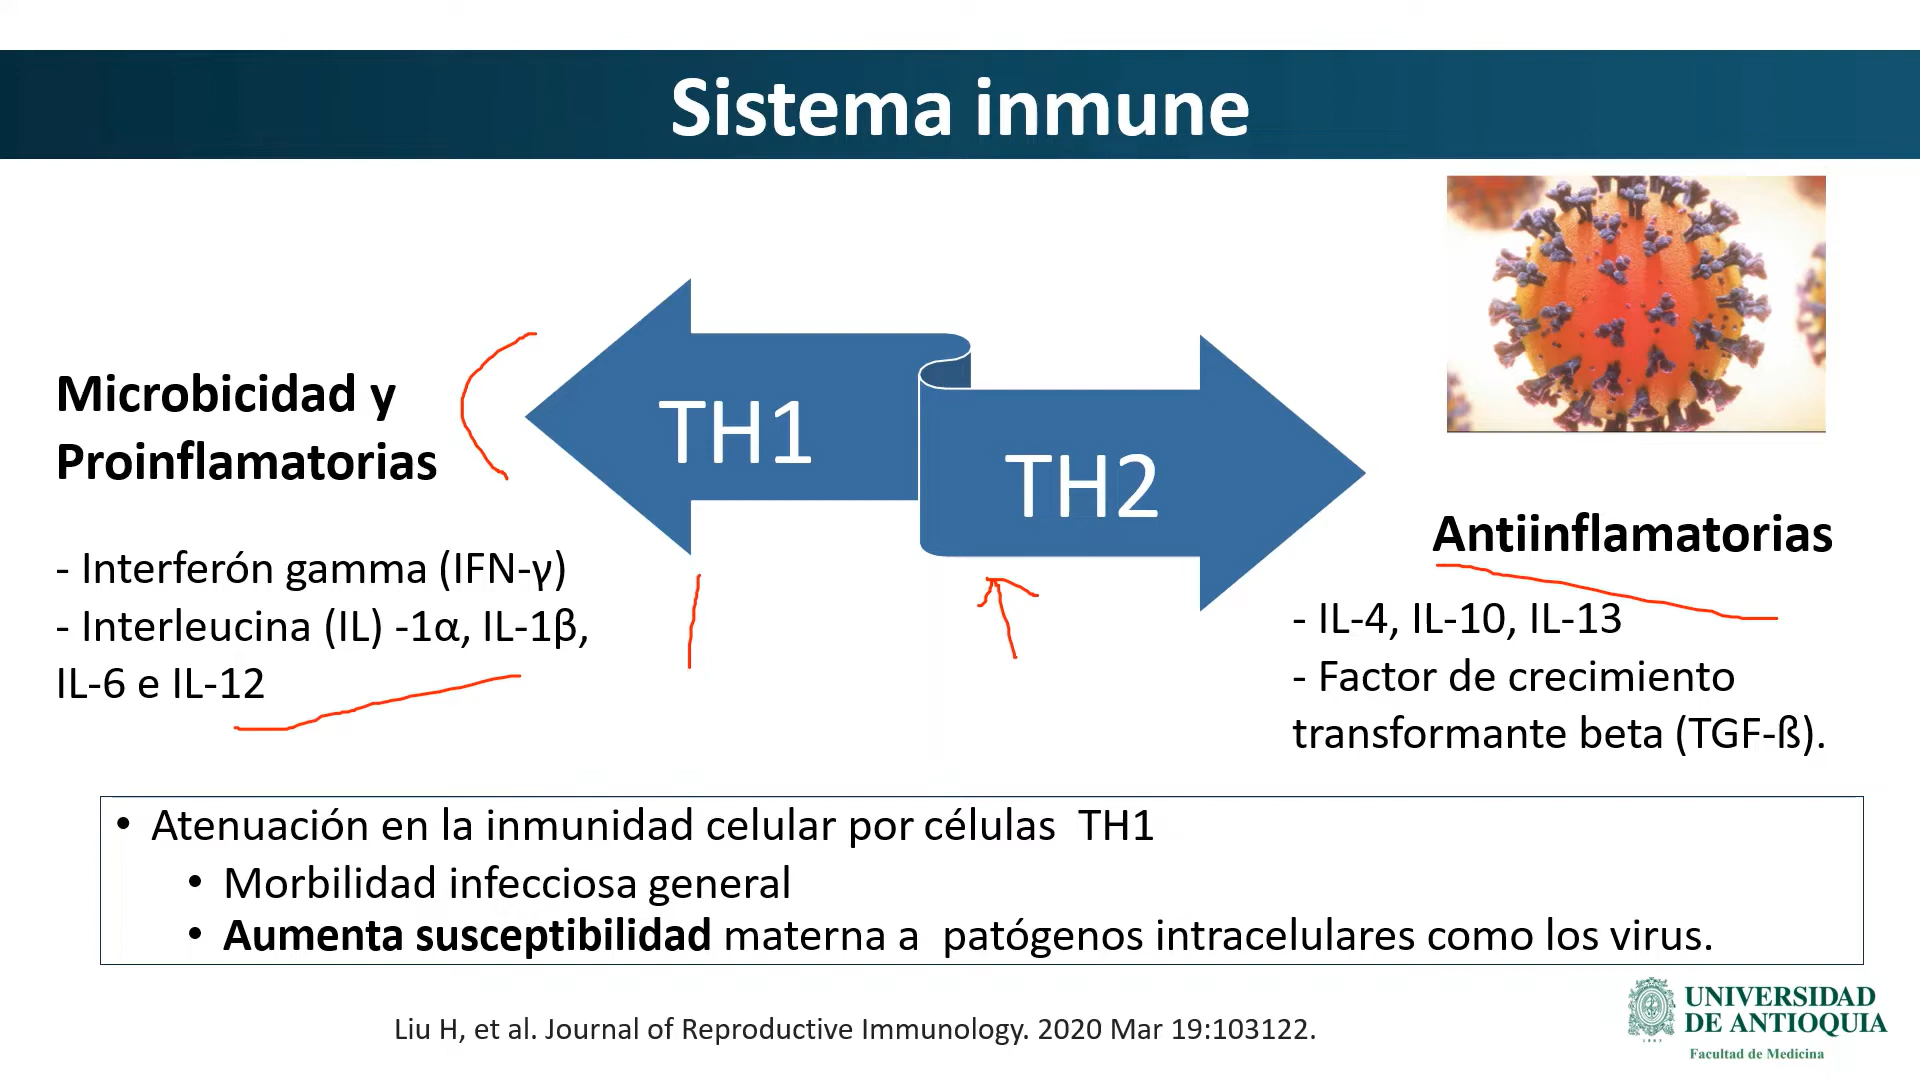 Sistema inmune
Microbicidad y
Proinflamatorias
- Interferón gamma (IFN-γ)
- Interleucina (IL) -1α, IL-1β,
IL-6 e IL-12
TH1
TH2
Antiinflamatorias
- IL-4, IL-10, IL-13
- Factor de crecimiento
transformante beta (TGF-ß).
• Atenuación en la inmunidad celular por células TH1
• Morbilidad infecciosa general
• Aumenta susceptibilidad materna a patógenos intracelulares como los virus.
Liu H, et al. Journal of Reproductive Immunology. 2020 Mar 19:103122.
UNIVERSIDAD
DE ANTIOQUIA
1803
Facultad de Medicina